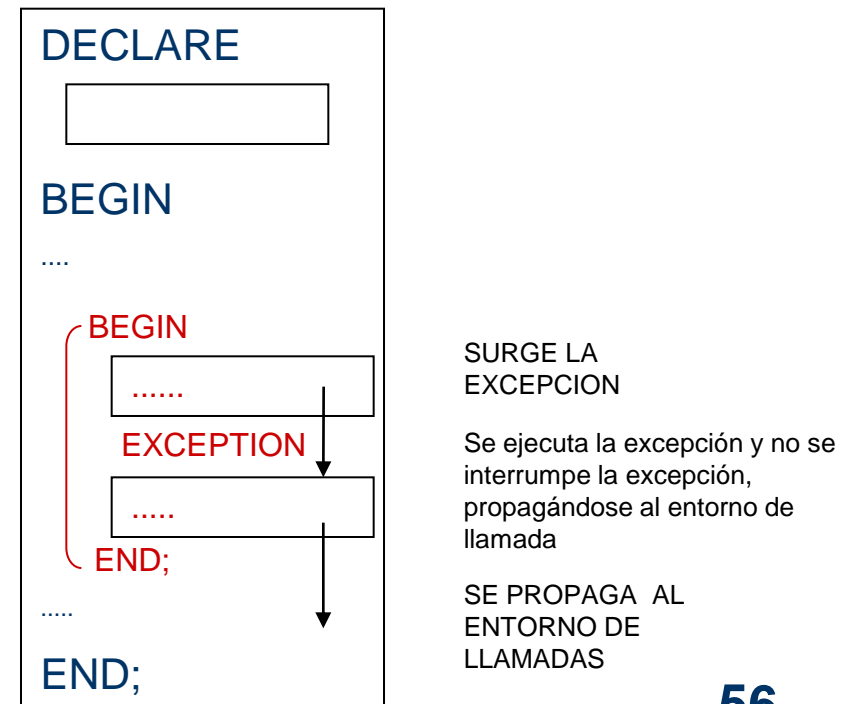 DECLARE
BEGIN
....
BEGIN
......
EXCEPTION
.....
END;
.....
END;
SURGE LA
EXCEPCION
Se ejecuta la excepción y no se
interrumpe la excepción,
propagándose al entorno de
llamada
SE PROPAGA AL
ENTORNO DE
LLAMADAS
56